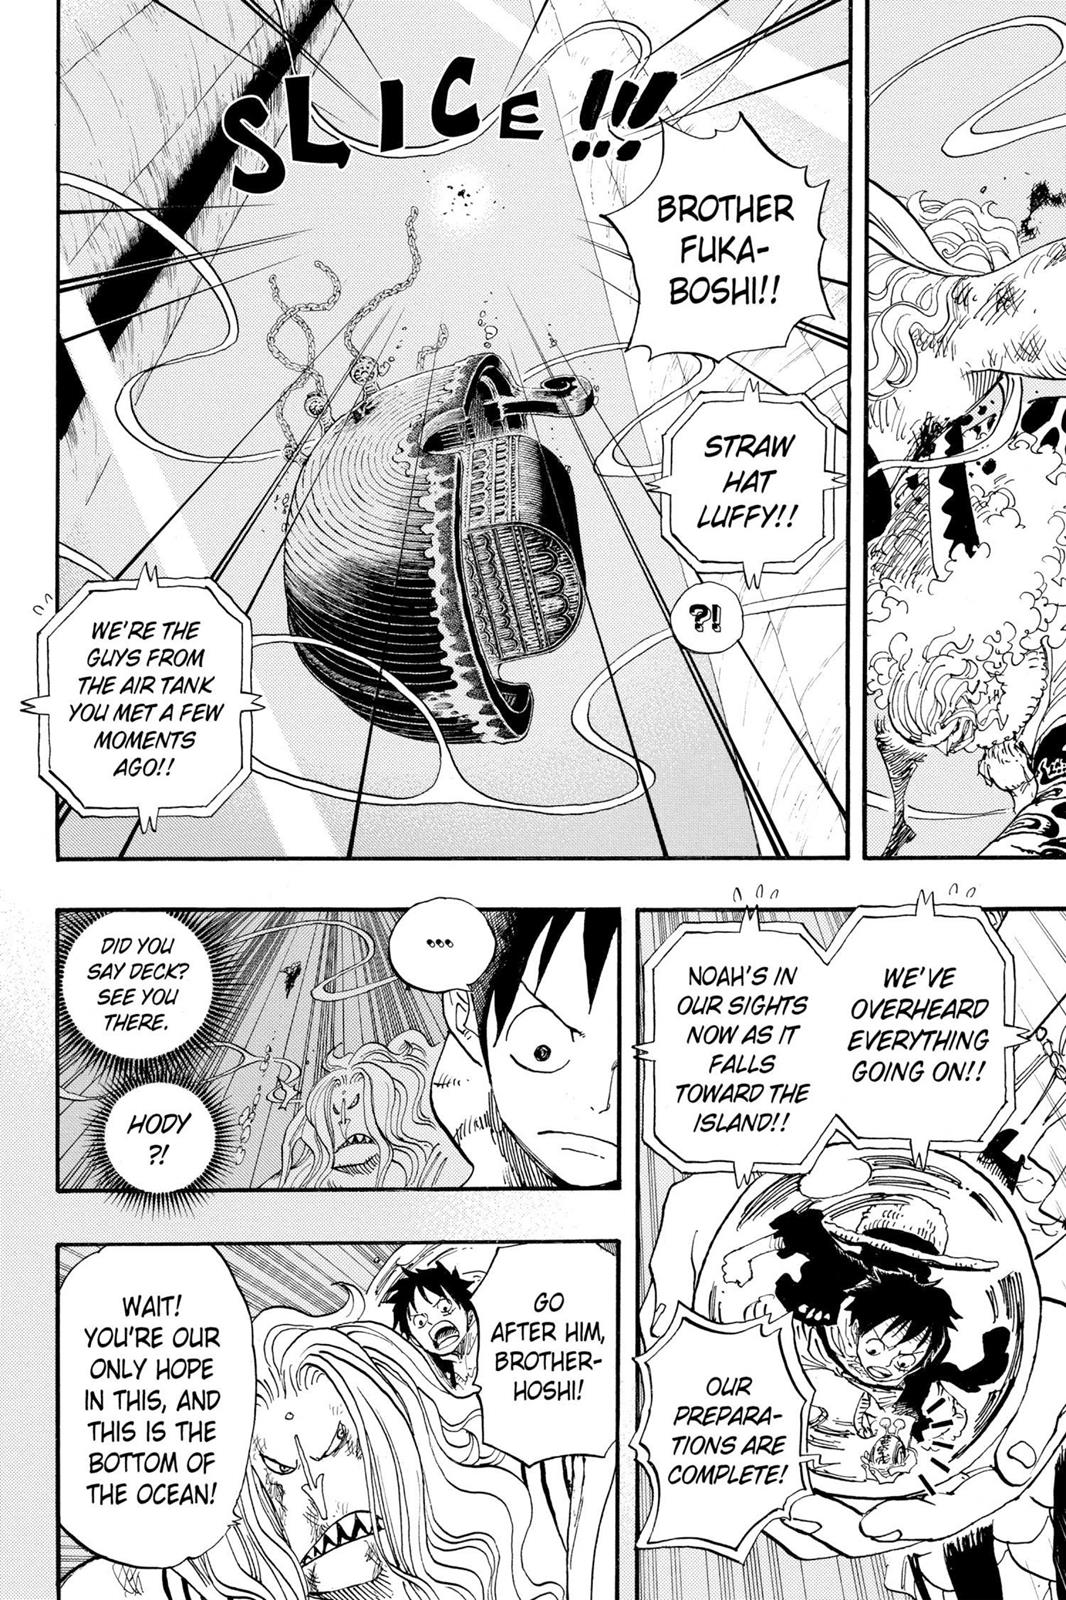 SLICE!!!
BROTHER
FUKA-
BOSHI!!
STRAW
HAT
LUFFY!!
?!
WE'RE THE
GUYS FROM
THE AIR TANK
YOU MET A FEW
MOMENTS
AGO!!
WE'VE
OVERHEARD
EVERYTHING
GOING ON!!
NOAH'S IN
OUR SIGHTS
NOW AS IT
FALLS
TOWARD THE
ISLAND!!
OUR
PREPARA-
TIONS ARE
COMPLETE!
...
DID YOU
SAY DECK?
SEE YOU
THERE.
HODY
?!
GO
AFTER HIM,
BROTHER-
HOSHI!
WAIT!
YOU'RE OUR
ONLY HOPE
IN THIS, AND
THIS IS THE
BOTTOM OF
THE OCEAN!